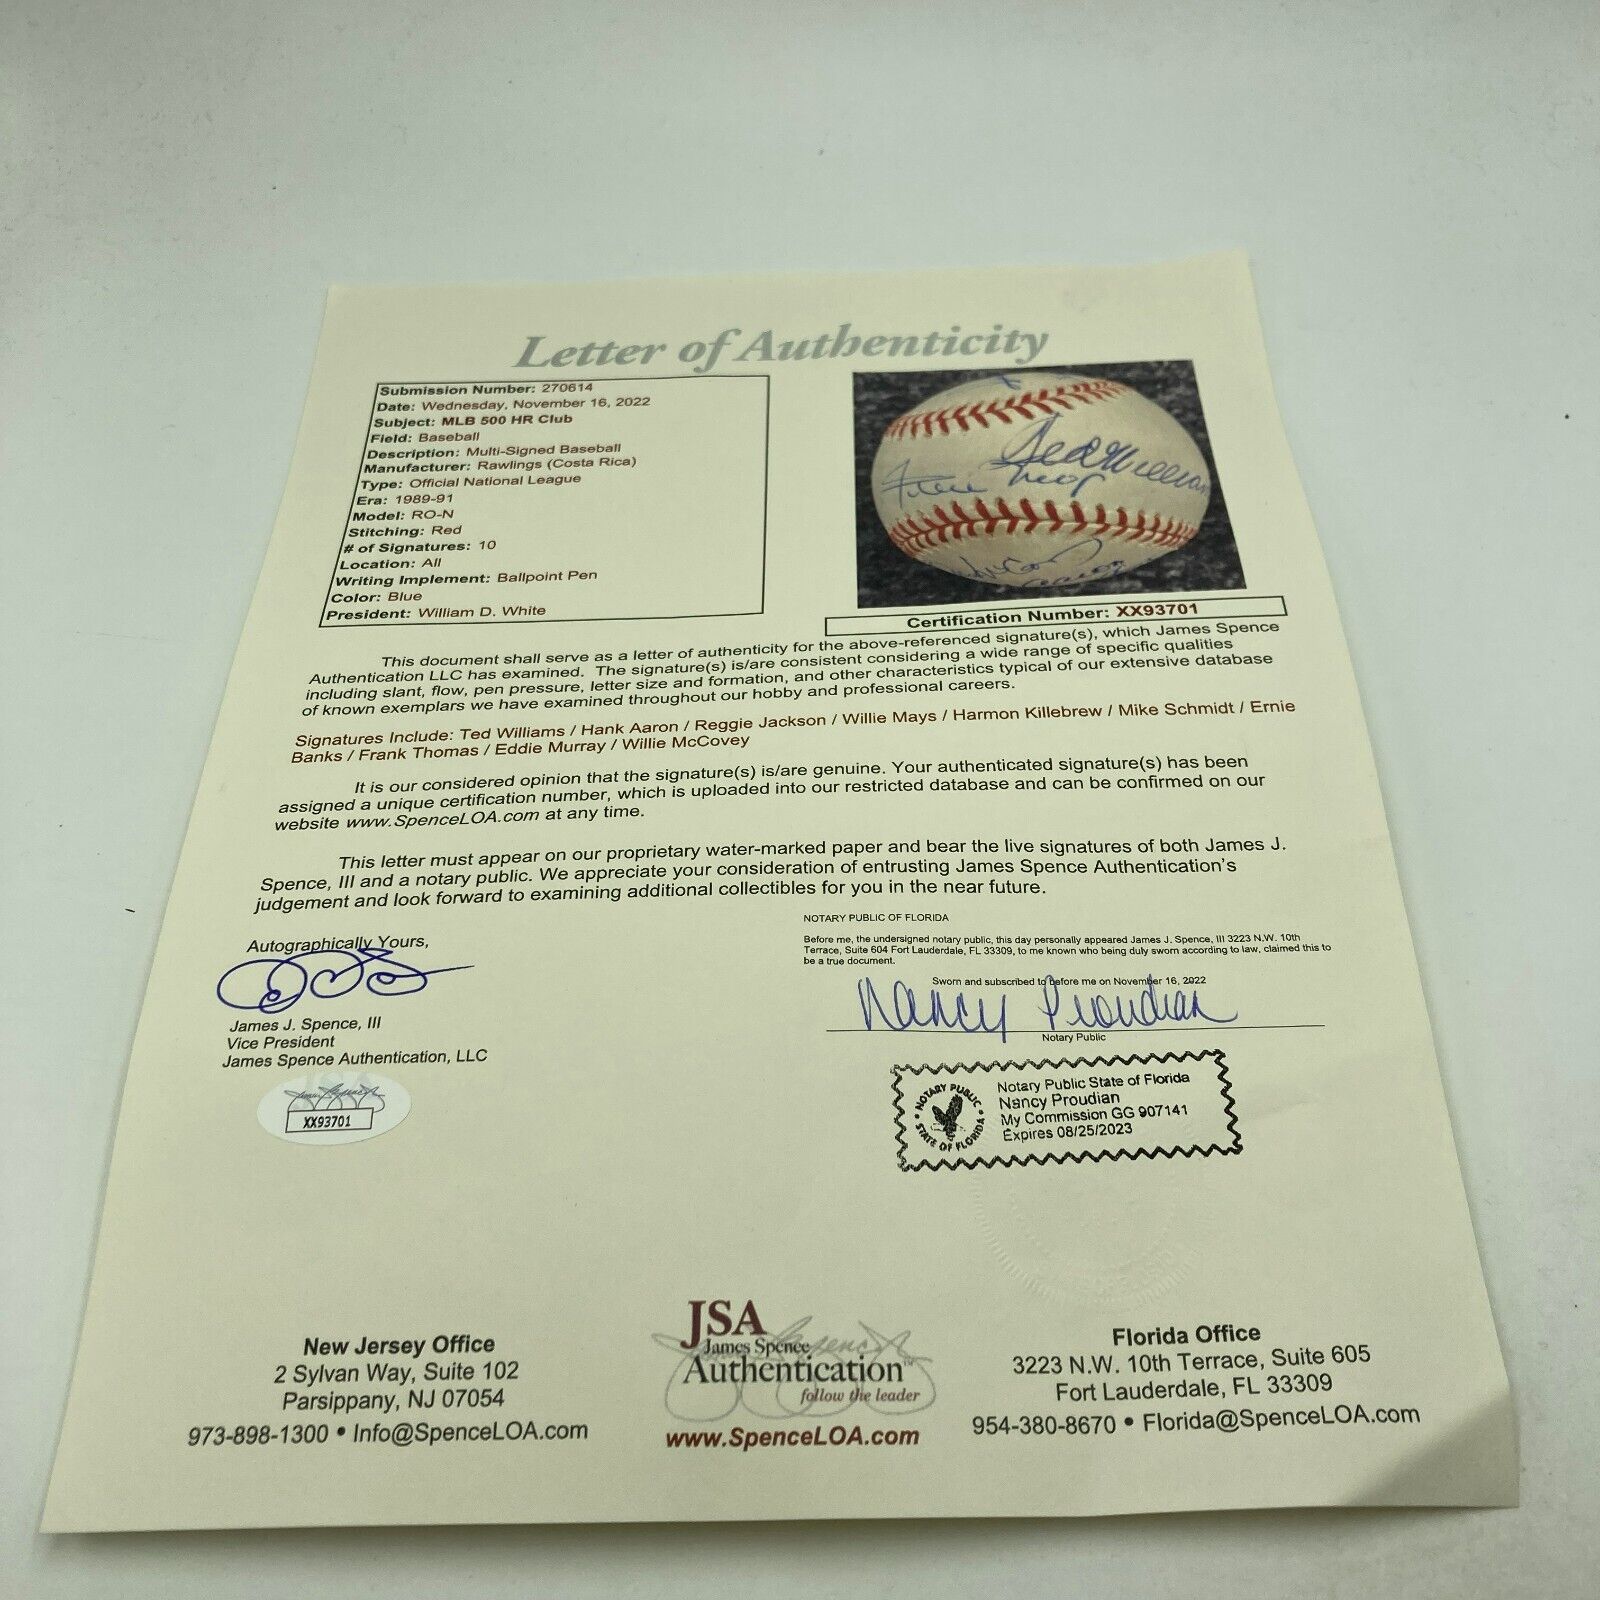 Letter of Authenticity
Submission Number: 270614
Date: Wednesday, November 16, 2022
Subject: MLB 500 HR Club
Field: Baseball
Description: Multi-Signed Baseball
Manufacturer: Rawlings (Costa Rica)
Type: Official National League
Era: 1989-91
Model: RO-N
Stitching: Red
# of Signatures: 10
Location: All
Writing Implement: Ballpoint Pen
Color: Blue
President: William D. White
Ted Williams
Willie Mays
Certification Number: XX93701
This document shall serve as a letter of authenticity for the above-referenced signature(s), which James Spence
Authentication LLC has examined. The signature(s) is/are consistent considering a wide range of specific qualities
including slant, flow, pen pressure, letter size and formation, and other characteristics typical of our extensive database
of known exemplars we have examined throughout our hobby and professional careers.
Signatures Include: Ted Williams / Hank Aaron / Reggie Jackson / Willie Mays / Harmon Killebrew / Mike Schmidt / Ernie
Banks / Frank Thomas / Eddie Murray / Willie McCovey
It is our considered opinion that the signature(s) is/are genuine. Your authenticated signature(s) has been
assigned a unique certification number, which is uploaded into our restricted database and can be confirmed on our
website www.SpenceLOA.com at any time.
This letter must appear on our proprietary water-marked paper and bear the live signatures of both James J.
Spence, III and a notary public. We appreciate your consideration of entrusting James Spence Authentication's
judgement and look forward to examining additional collectibles for you in the near future.
Autographically Yours,
James J. Spence, III
Vice President
James Spence Authentication, LLC
XX93701
NOTARY PUBLIC OF FLORIDA
Before me, the undersigned notary public, this day personally appeared James J. Spence, III 3223 N.W. 10th
Terrace, Suite 604 Fort Lauderdale, FL 33309, to me known who being duly sworn according to law, claimed this to
be a true document.
Sworn and subscribed to before me on November 16, 2022
Nancy Proudian
Notary Public
NOTARY PUBLIC
STATE OF FLORIDA
Notary Public State of Florida
Nancy Proudian
My Commission GG 907141
Expires 08/25/2023
New Jersey Office
2 Sylvan Way, Suite 102
Parsippany, NJ 07054
973-898-1300 • Info@SpenceLOA.com
JSA
James Spence
Authentication™
follow the leader
www.SpenceLOA.com
Florida Office
3223 N.W. 10th Terrace, Suite 605
Fort Lauderdale, FL 33309
954-380-8670 • Florida@SpenceLOA.com